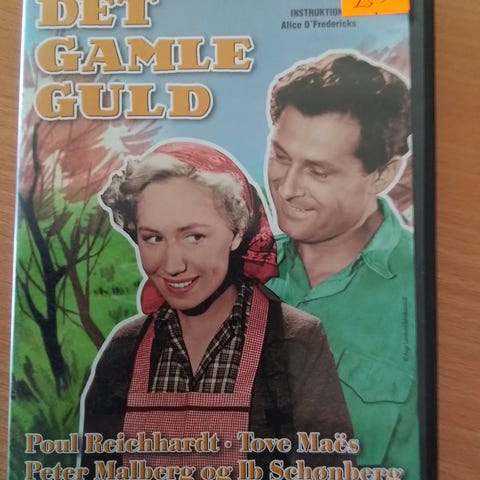 DET
GAMLE
GULD
INSTRUKTION
Alice O'Fredericks
Poul Reichhardt · Tove Maës
Peter Malberg og Ib Schønberg